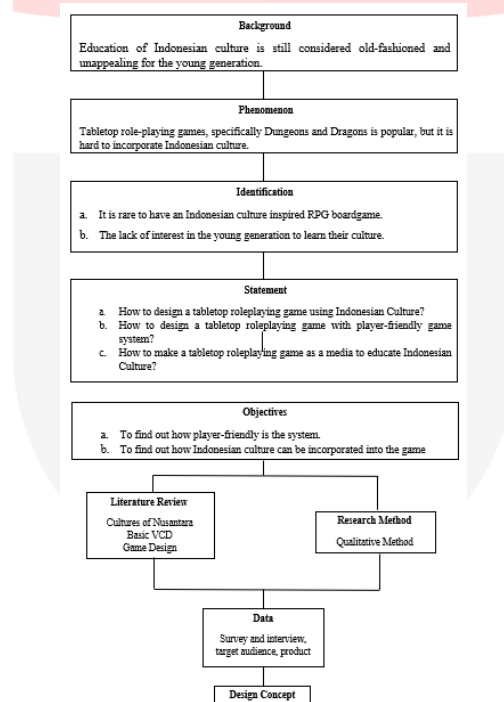 Background
Education of Indonesian culture is still considered old-fashioned and
unappealing for the young generation.
Phenomenon
Tabletop role-playing games, specifically Dungeons and Dragons is popular, but it is
hard to incorporate Indonesian culture.
Identification
a. It is rare to have an Indonesian culture inspired RPG boardgame.
b. The lack of interest in the young generation to learn their culture.
Statement
a. How to design a tabletop roleplaying game using Indonesian Culture?
b. How to design a tabletop roleplaying game with player-friendly game
system?
c. How to make a tabletop roleplaying game as a media to educate Indonesian
Culture?
Objectives
a. To find out how player-friendly is the system.
b. To find out how Indonesian culture can be incorporated into the game
Literature Review
Cultures of Nusantara
Basic VCD
Game Design
Research Method
Qualitative Method
Data
Survey and interview,
target audience, product
Design Concept